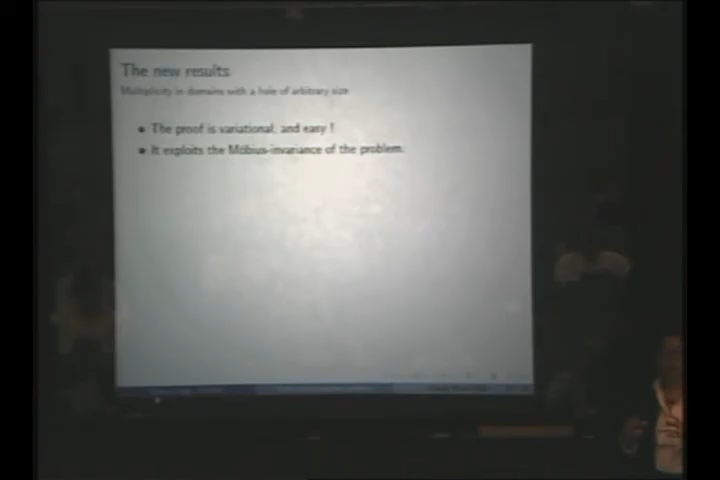 The new results
Multiplicity in domains with a hole of arbitrary size
● The proof is variational, and easy !
● It exploits the Möbius-invariance of the problem.